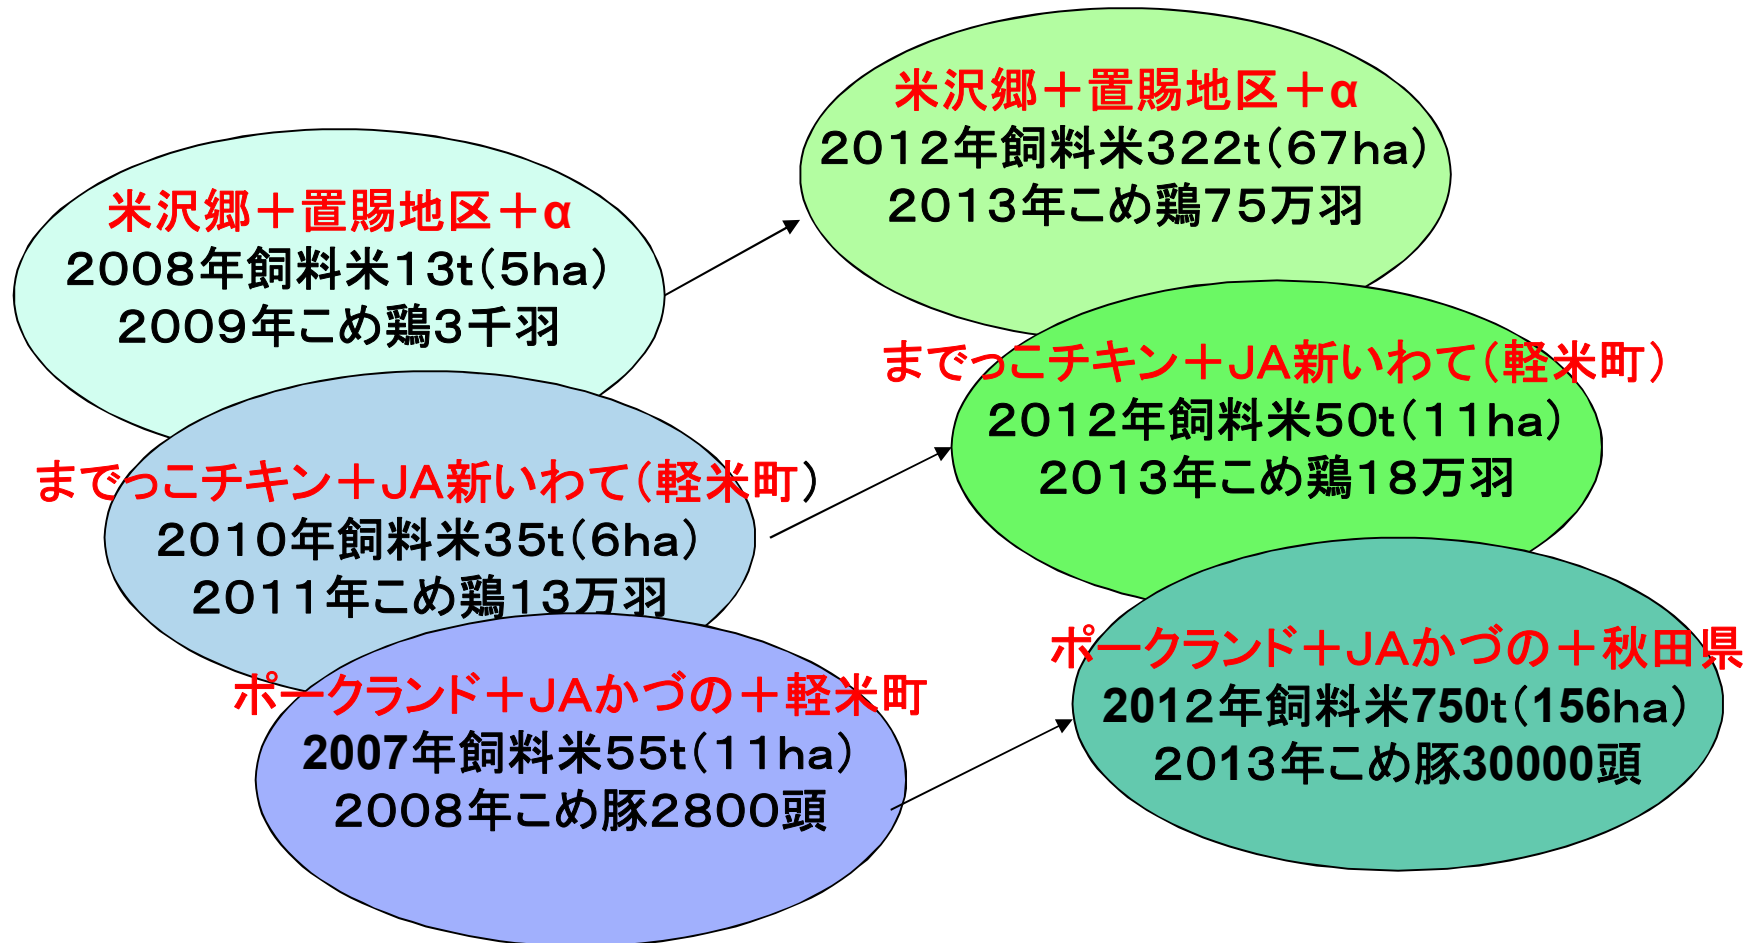 米沢郷＋置賜地区＋α
２００８年飼料米１３ｔ（５ｈａ）
２００９年こめ鶏３千羽
までっこチキン＋ＪＡ新いわて（軽米町）
２０１０年飼料米３５ｔ（６ｈａ）
２０１１年こめ鶏１３万羽
ポークランド＋ＪＡかづの＋軽米町
2007年飼料米５５ｔ（１１ｈａ）
２００８年こめ豚２８００頭
米沢郷＋置賜地区＋α
２０１２年飼料米３２２ｔ（６７ｈａ）
２０１３年こめ鶏７５万羽
までっこチキン＋ＪＡ新いわて（軽米町）
２０１２年飼料米５０ｔ（１１ｈａ）
２０１３年こめ鶏１８万羽
ポークランド＋ＪＡかづの＋秋田県
201２年飼料米750ｔ（156ｈａ）
２０１３年こめ豚30000頭